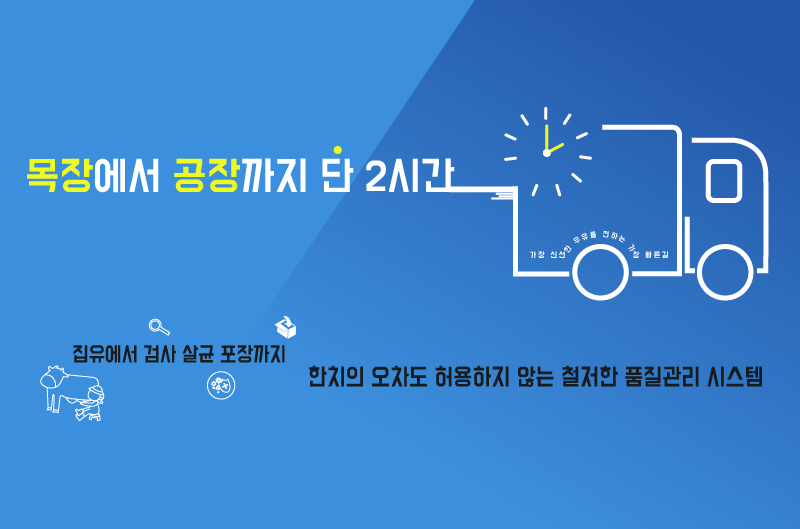 목장에서 공장까지 단 2시간
가장 신선한 우유를 전하는 가장 빠른길
집유에서 검사 살균 포장까지
한치의 오차도 허용하지 않는 철저한 품질관리 시스템